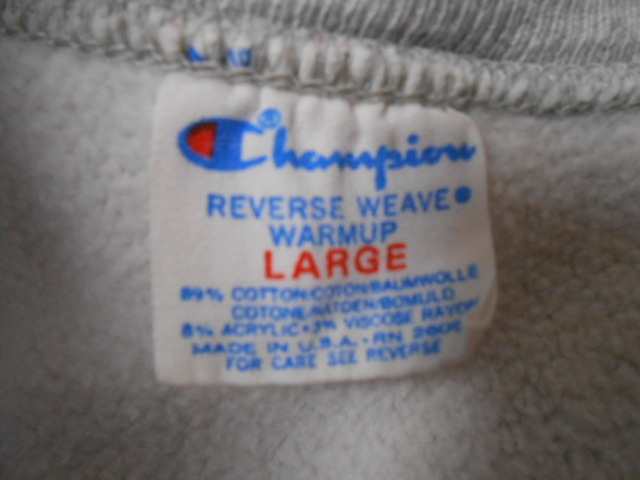 Champion®
REVERSE WEAVE®
WARMUP
LARGE
89% COTTON/COTON/BAUMWOLLE
COTONE/KATOEN/BOMULD
8% ACRYLIC • 3% VISCOSE RAYON
MADE IN U.S.A. • RN 26094
FOR CARE SEE REVERSE